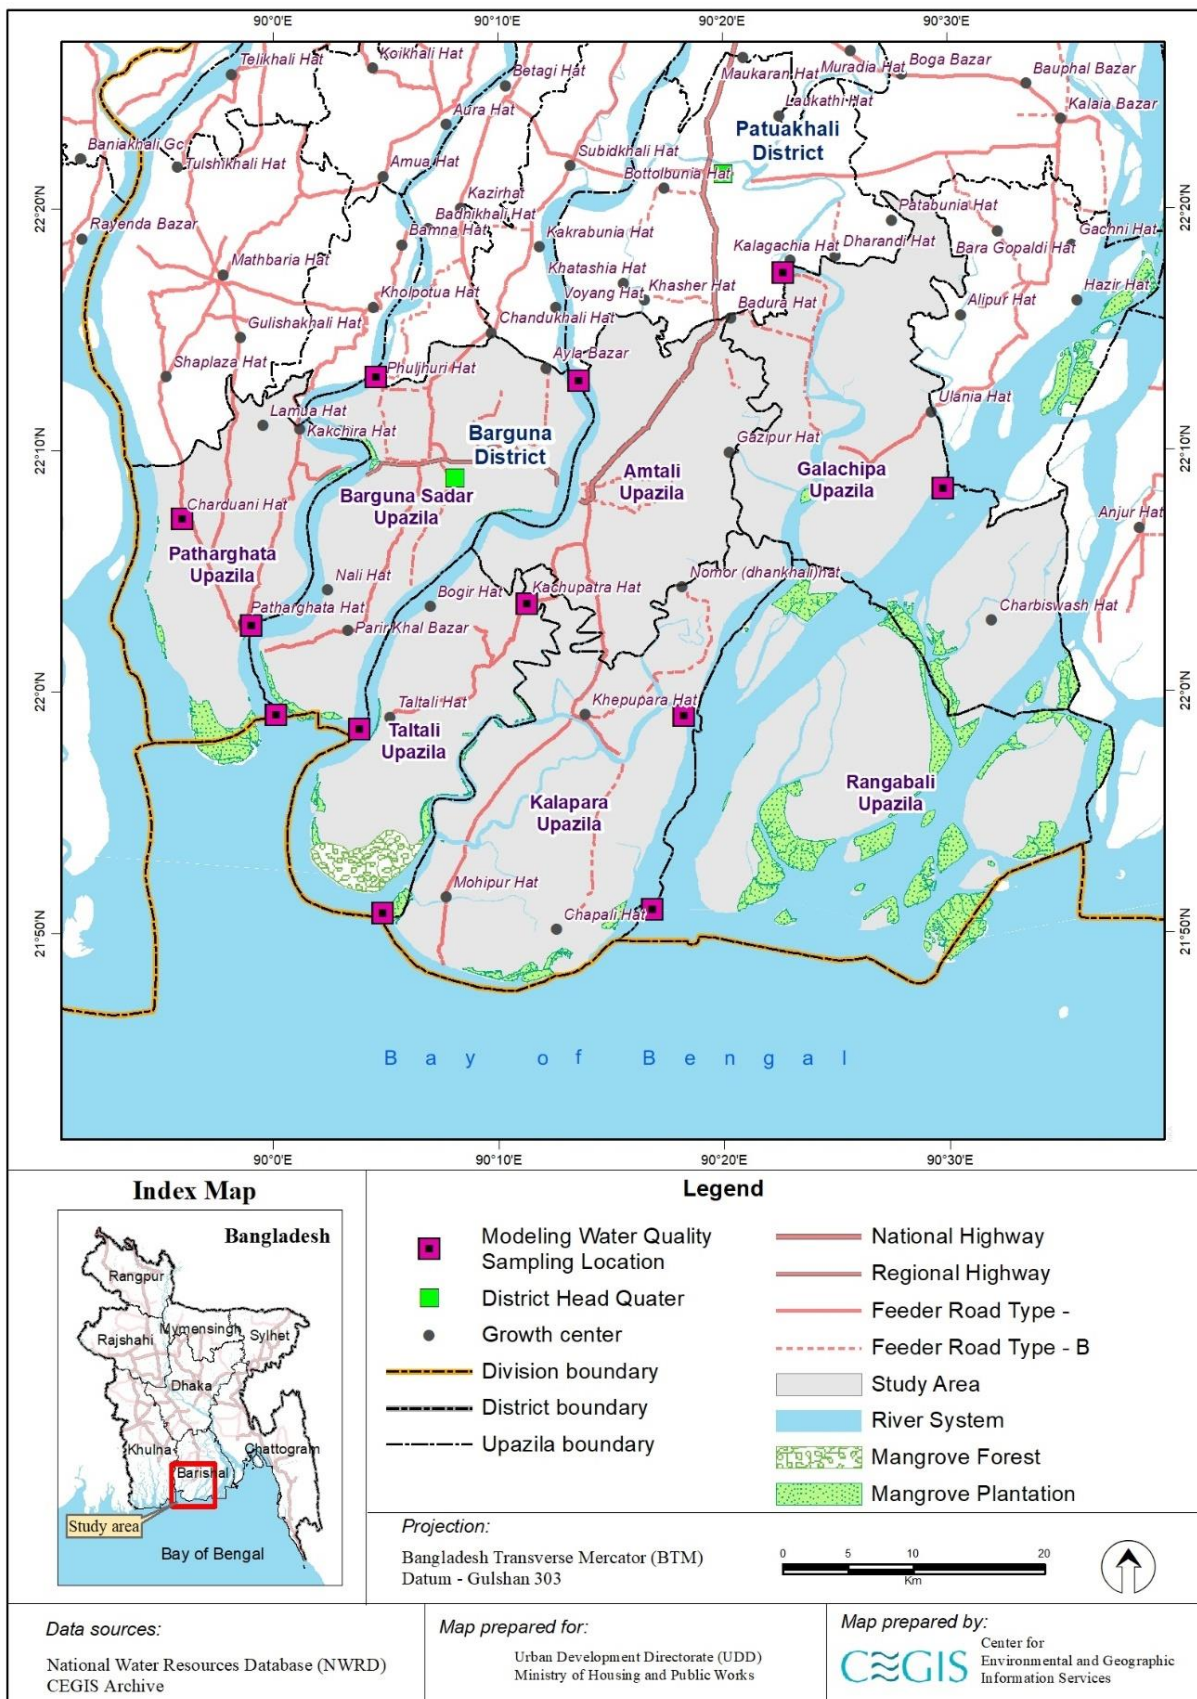 90°0'E
90°10'E
90°20'E
90°30'E
Telikhali Hat
Koikhali Hat
Betagi Hat
Maukaran Hat
Muradia Hat
Boga Bazar
Bauphal Bazar
Aura Hat
Laukathi Hat
Kalaia Bazar
Patuakhali
District
Baniakhali Gc
Tulshikhali Hat
Amua Hat
Subidkhali Hat
Bottolbunia Hat
22°20'N
22°20'N
Kazirhat
Badnikhali Hat
Patabunia Hat
Rayenda Bazar
Bamna Hat
Kakrabunia Hat
Kalagachia Hat
Dharandi Hat
Bara Gopaldi Hat
Gachni Hat
Mathbaria Hat
Khatashia Hat
Kholpotua Hat
Voyang Hat
Khasher Hat
Badura Hat
Alipur Hat
Hazir Hat
Gulishakhali Hat
Chandukhali Hat
Shaplaza Hat
Phuljhuri Hat
Ayla Bazar
Lamua Hat
Kakchira Hat
Ulania Hat
22°10'N
22°10'N
Barguna
District
Gazipur Hat
Amtali
Upazila
Galachipa
Upazila
Barguna Sadar
Upazila
Charduani Hat
Anjur Hat
Patharghata
Upazila
Nali Hat
Bogir Hat
Kachupatra Hat
Nomor (dhankhali)hat
Patharghata Hat
Parir Khal Bazar
Charbiswash Hat
22°0'N
22°0'N
Taltali Hat
Khepupara Hat
Taltali
Upazila
Kalapara
Upazila
Rangabali
Upazila
Mohipur Hat
Chapali Hat
21°50'N
21°50'N
Bay of Bengal
90°0'E
90°10'E
90°20'E
90°30'E
Index Map
Bangladesh
Rangpur
Rajshahi
Mymensingh
Sylhet
Dhaka
Khulna
Chattogram
Barishal
Study area
Bay of Bengal
Legend
Modeling Water Quality
Sampling Location
District Head Quater
Growth center
Division boundary
District boundary
Upazila boundary
National Highway
Regional Highway
Feeder Road Type -
Feeder Road Type - B
Study Area
River System
Mangrove Forest
Mangrove Plantation
Projection:
Bangladesh Transverse Mercator (BTM)
Datum - Gulshan 303
0 5 10 20
Km
Data sources:
National Water Resources Database (NWRD)
CEGIS Archive
Map prepared for:
Urban Development Directorate (UDD)
Ministry of Housing and Public Works
Map prepared by:
CEGIS
Center for
Environmental and Geographic
Information Services